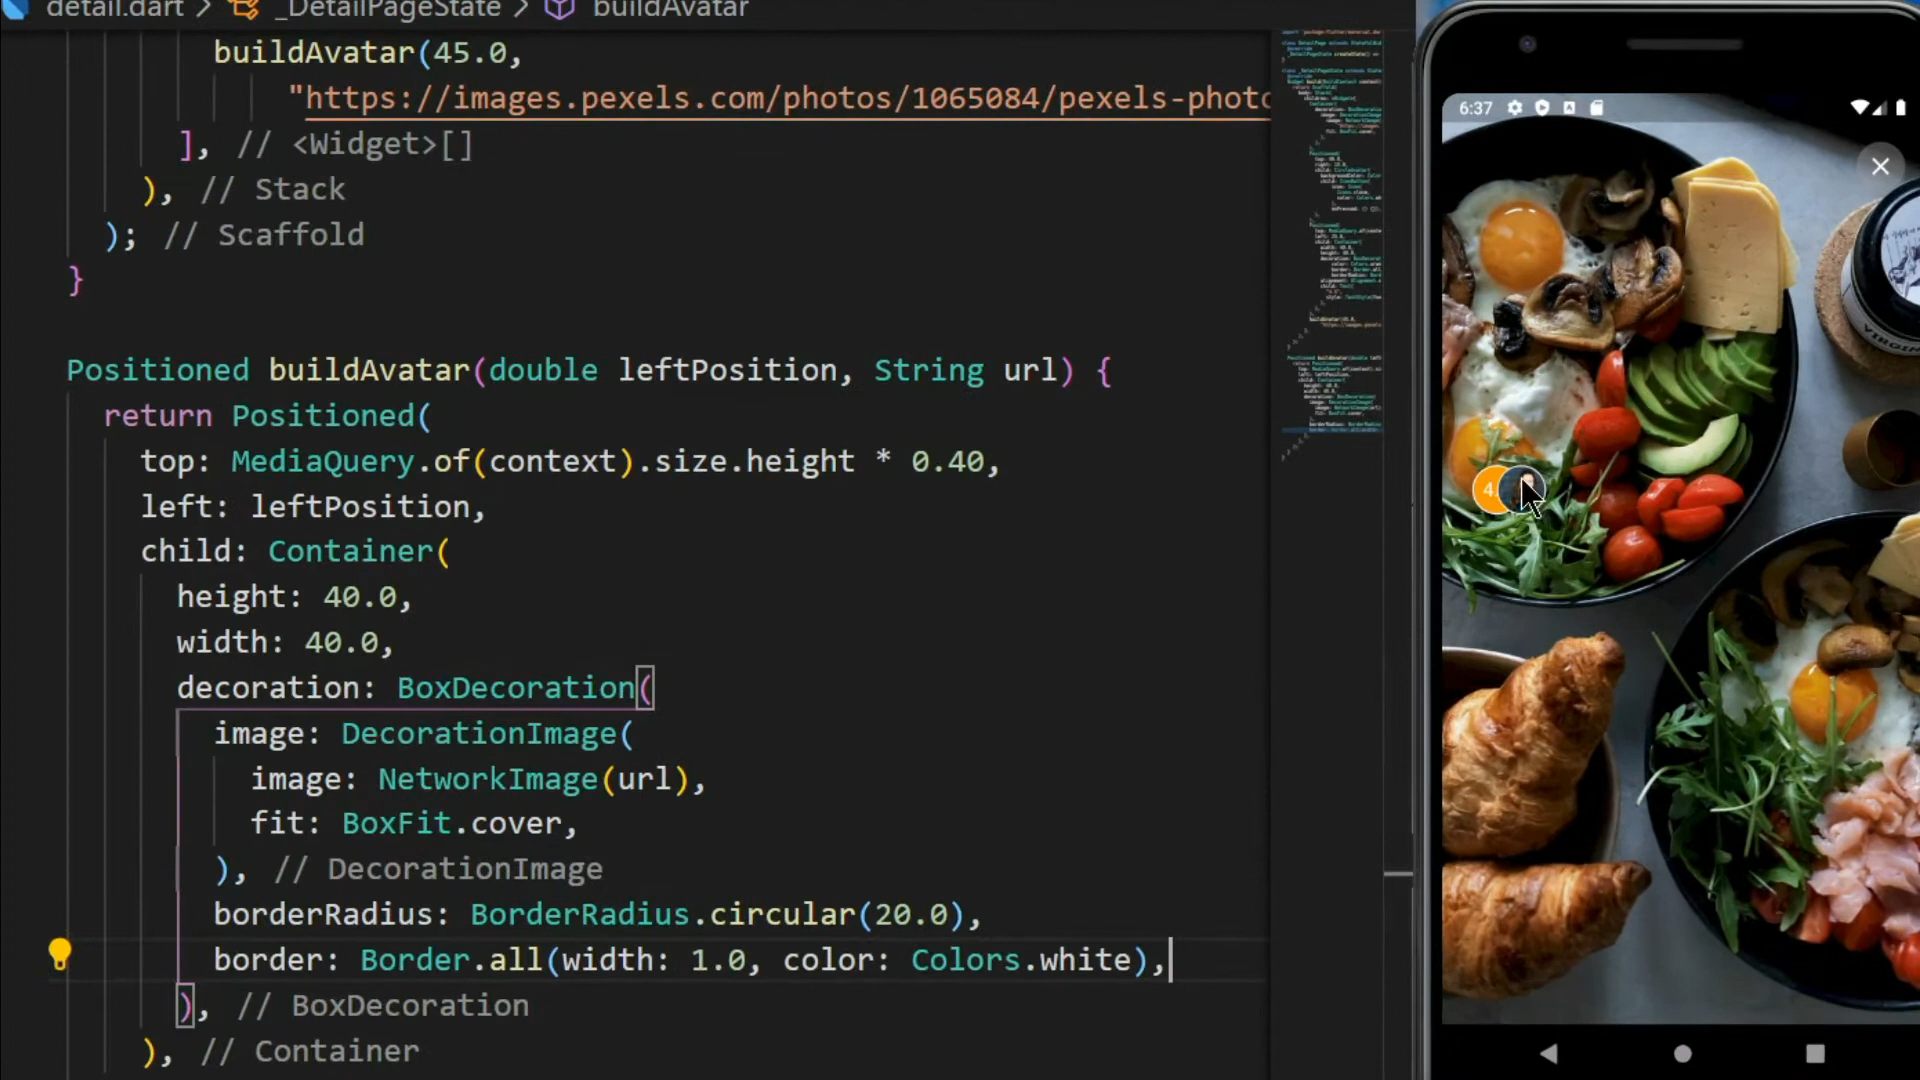 detail.dart > _DetailPageState > buildAvatar
buildAvatar(45.0,
"https://images.pexels.com/photos/1065084/pexels-photo
], // <Widget>[]
), // Stack
); // Scaffold
}
Positioned buildAvatar(double leftPosition, String url) {
return Positioned(
top: MediaQuery.of(context).size.height * 0.40,
left: leftPosition,
child: Container(
height: 40.0,
width: 40.0,
decoration: BoxDecoration(
image: DecorationImage(
image: NetworkImage(url),
fit: BoxFit.cover,
), // DecorationImage
borderRadius: BorderRadius.circular(20.0),
border: Border.all(width: 1.0, color: Colors.white),
), // BoxDecoration
), // Container
6:37
4.
VIRGIN